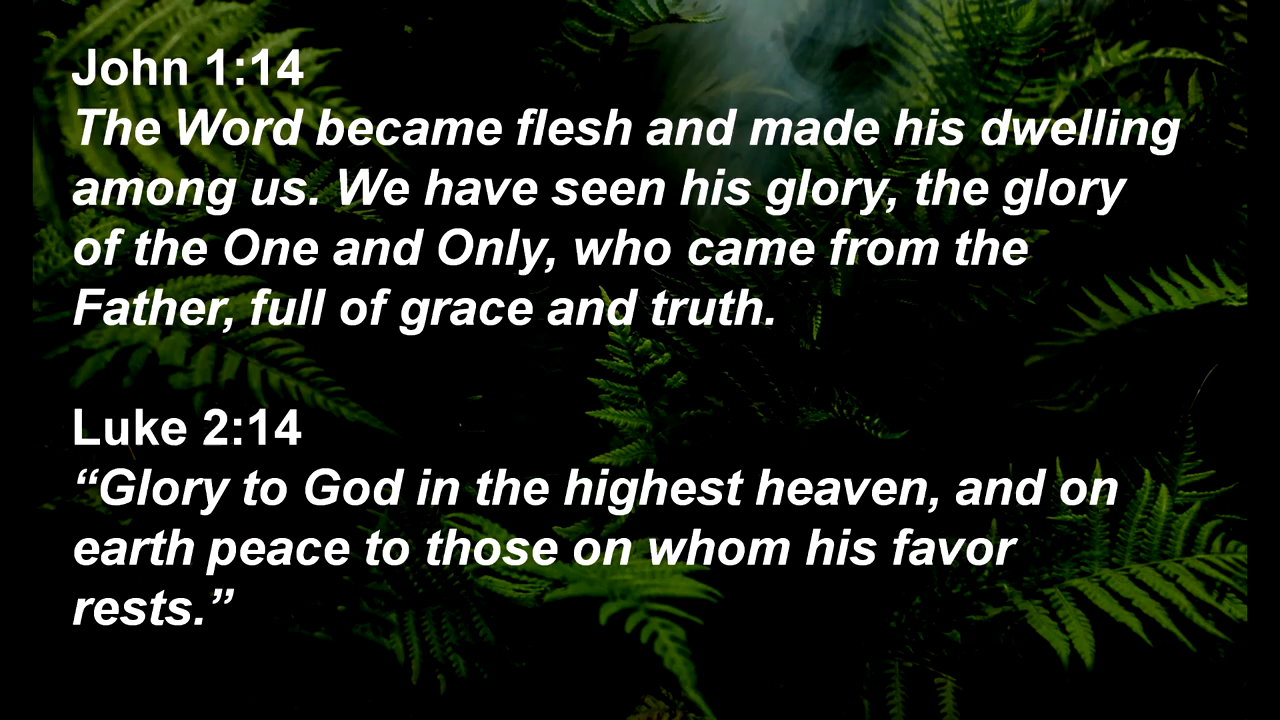 John 1:14
The Word became flesh and made his dwelling
among us. We have seen his glory, the glory
of the One and Only, who came from the
Father, full of grace and truth.
Luke 2:14
“Glory to God in the highest heaven, and on
earth peace to those on whom his favor
rests.”